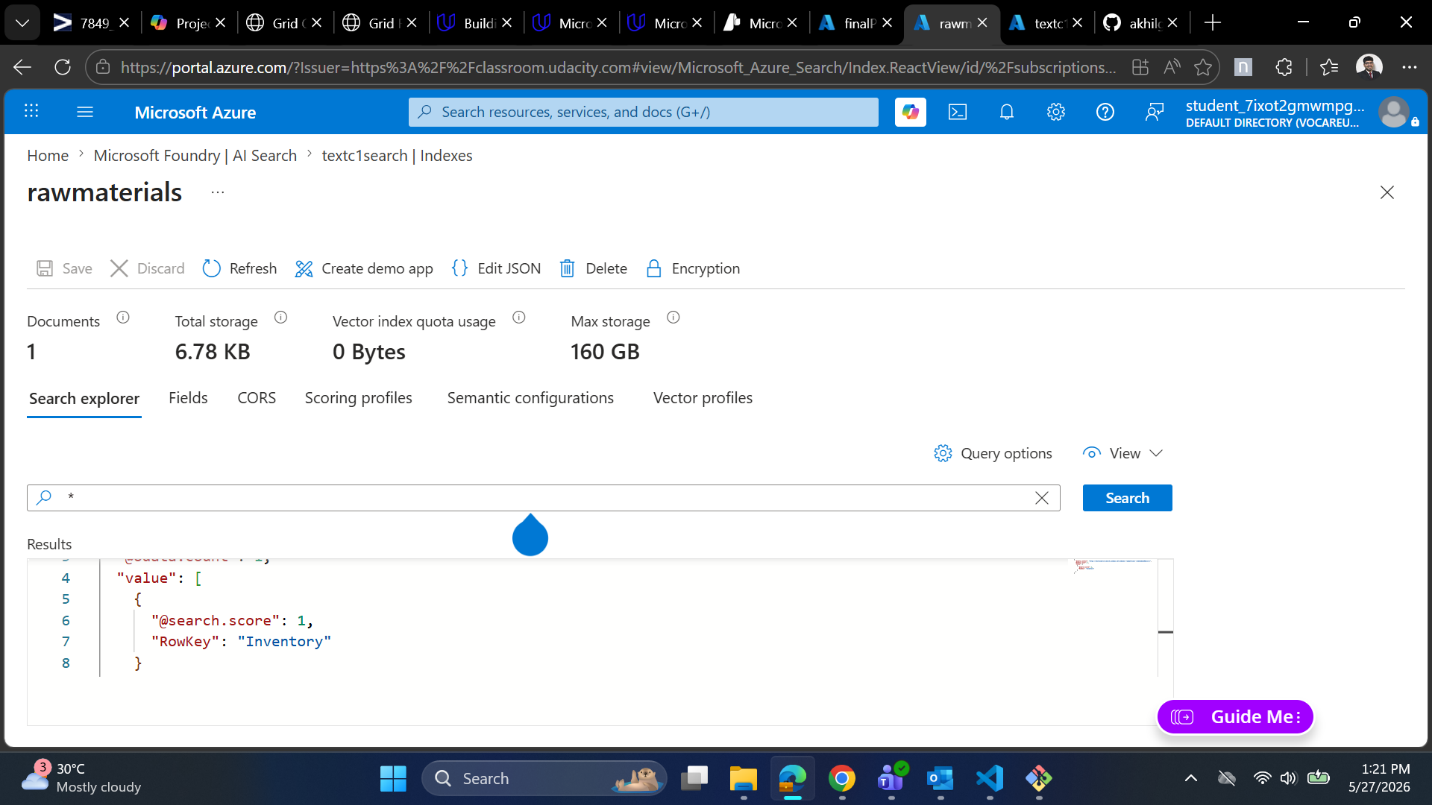 7849_
Projec
Grid C
Grid E
Buildi
Micro
Micro
Micro
finalP
rawm
textc1
akhilg
https://portal.azure.com/?Issuer=https%3A%2F%2Fclassroom.udacity.com#view/Microsoft_Azure_Search/Index.ReactView/id/%2Fsubscriptions...
Microsoft Azure
Search resources, services, and docs (G+/)
student_7ixot2gmwmpg...
DEFAULT DIRECTORY (VOCAREU...
Home > Microsoft Foundry | AI Search > textc1search | Indexes
rawmaterials ...
Save Discard Refresh Create demo app {} Edit JSON Delete Encryption
Documents Total storage Vector index quota usage Max storage
1 6.78 KB 0 Bytes 160 GB
Search explorer Fields CORS Scoring profiles Semantic configurations Vector profiles
Query options View
* Search
Results
4 "value": [
5 {
6 "@search.score": 1,
7 "RowKey": "Inventory"
8 }
Guide Me
3 30°C
Mostly cloudy
Search
1:21 PM
5/27/2026